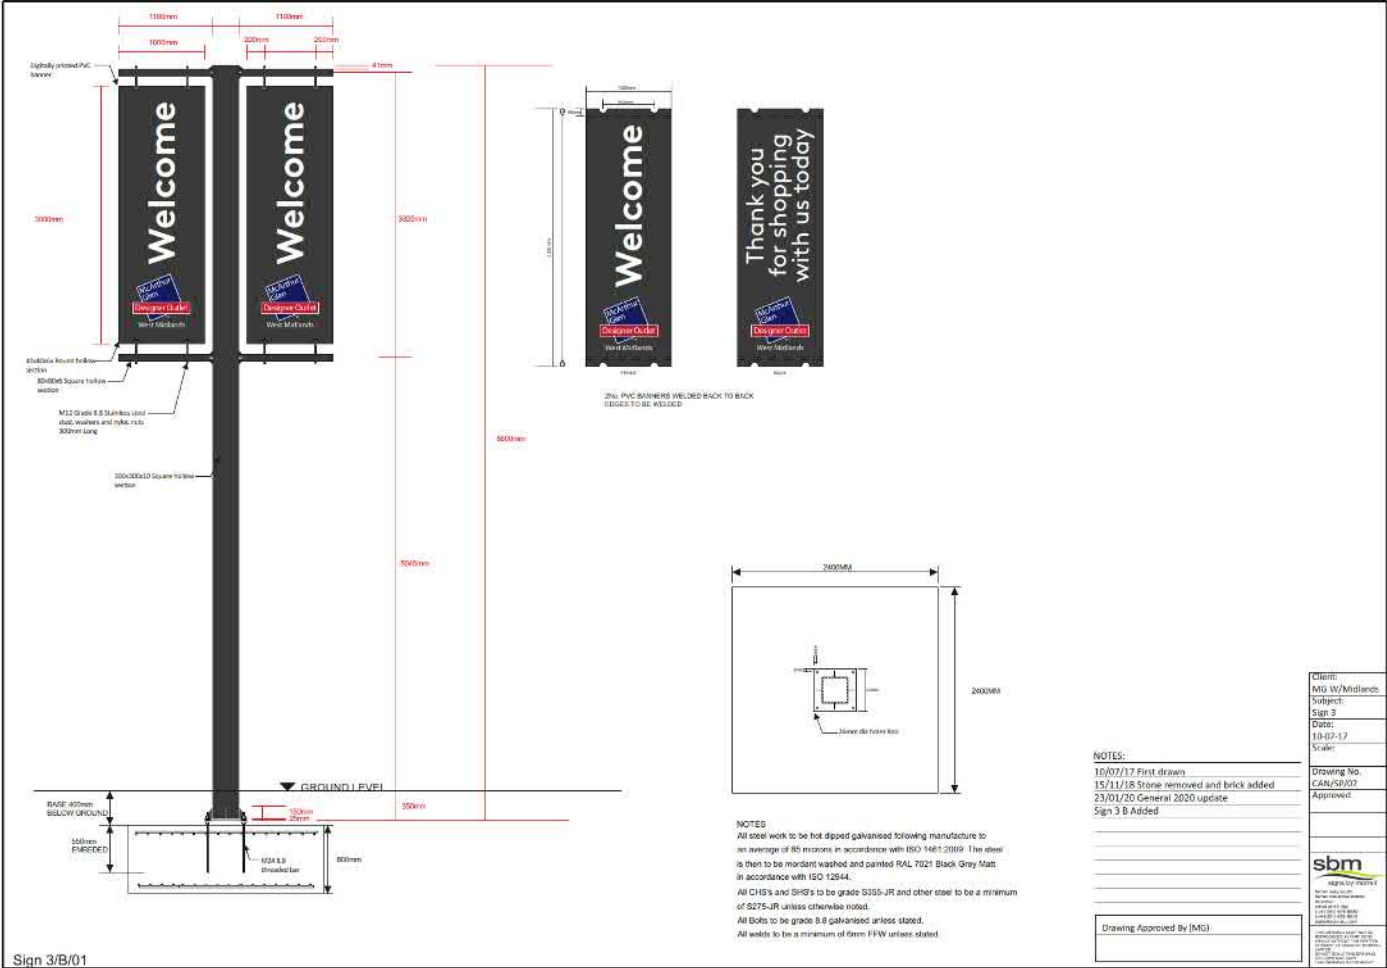 1100mm
1100mm
1000mm
200mm
200mm
41mm
Digitally printed PVC
banner
3000mm
Welcome
McArthur
Glen
Designer Outlet
West Midlands
Welcome
McArthur
Glen
Designer Outlet
West Midlands
section
80x80x6 Square hollow
section
M12 Grade 8.8 Stainless steel
stud, washers and nyloc nuts
300mm Long
300x300x10 Square hollow
section
5045mm
Welcome
McArthur
Glen
Designer Outlet
West Midlands
Thank you
for shopping
with us today
McArthur
Glen
Designer Outlet
West Midlands
2No. PVC BANNERS WELDED BACK TO BACK
EDGES TO BE WELDED
GROUND LEVEL
BASE 400mm
BELOW GROUND
550mm
EMBEDED
150mm
25mm
350mm
M24 8.8
threaded bar
800mm
2400MM
2400MM
NOTES
All steel work to be hot dipped galvanised following manufacture to
an average of 85 microns in accordance with ISO 1461:2009. The steel
is then to be mordant washed and painted RAL 7021 Black Grey Matt
in accordance with ISO 12944.
All CHS's and SHS's to be grade S355-JR and other steel to be a minimum
of S275-JR unless otherwise noted.
All Bolts to be grade 8.8 galvanised unless stated.
All welds to be a minimum of 6mm FFW unless stated.
NOTES:
10/07/17 First drawn
15/11/18 Stone removed and brick added
23/01/20 General 2020 update
Sign 3 B Added
Drawing Approved By (MG)
Client:
MG W/Midlands
Subject:
Sign 3
Date:
10-07-17
Scale:
Drawing No.
CAN/SP/07
Approved
sbm
signs by morrell
Sign 3/B/01